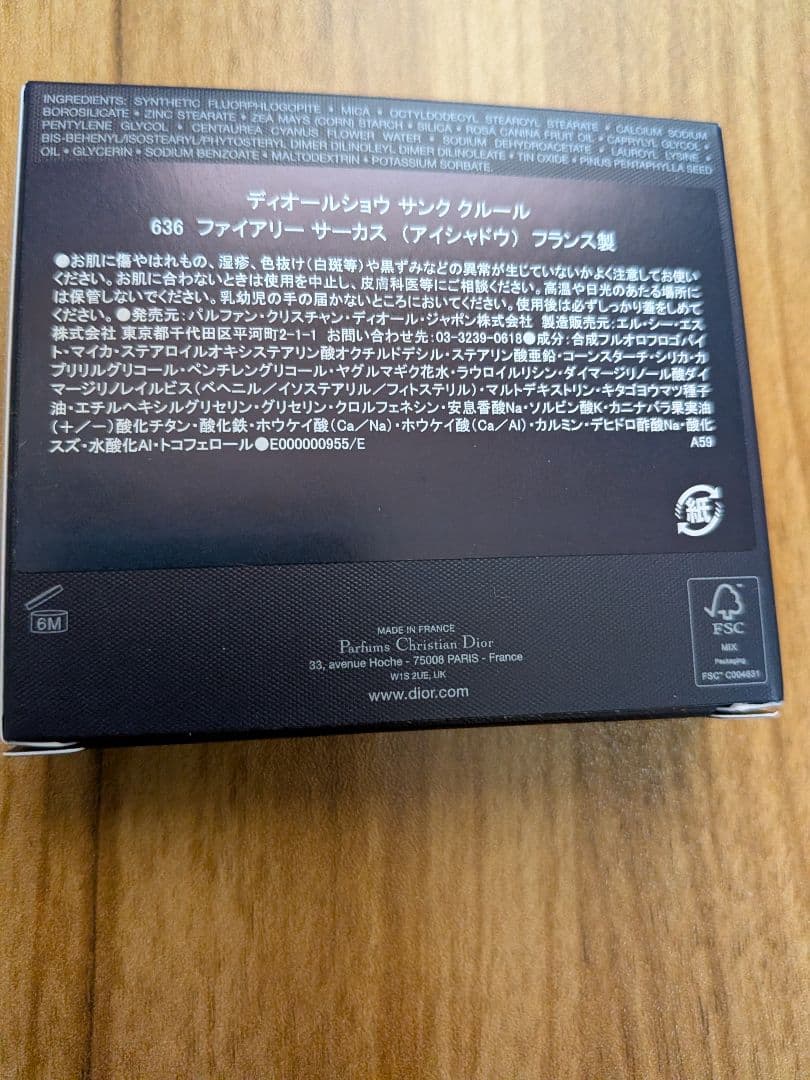 INGREDIENTS: SYNTHETIC FLUORPHLOGOPITE • MICA • OCTYLDODECYL STEAROYL STEARATE • CALCIUM SODIUM
BOROSILICATE • ZINC STEARATE • ZEA MAYS (CORN) STARCH • SILICA • ROSA CANINA FRUIT OIL • CAPRYLYL GLYCOL •
PENTYLENE GLYCOL • CENTAUREA CYANUS FLOWER WATER • SODIUM DEHYDROACETATE • LAUROYL LYSINE •
BIS-BEHENYL/ISOSTEARYL/PHYTOSTERYL DIMER DILINOLEYL DIMER DILINOLEATE • TIN OXIDE • PINUS PENTAPHYLLA SEED
OIL • GLYCERIN • SODIUM BENZOATE • MALTODEXTRIN • POTASSIUM SORBATE.
ディオールショウ サンク クルール
636 ファイアリー サーカス (アイシャドウ) フランス製
●お肌に傷やはれもの、湿疹、色抜け(白斑等)や黒ずみなどの異常が生じていないかよく注意してお使い
ください。お肌に合わないときは使用を中止し、皮膚科医等にご相談ください。高温や日光のあたる場所に
は保管しないでください。乳幼児の手の届かないところにおいてください。使用後は必ずしっかり蓋をしめてく
ださい。●発売元:パルファン・クリスチャン・ディオール・ジャポン株式会社 製造販売元:エル・シー・エス
株式会社 東京都千代田区平河町2-1-1 お問い合わせ先:03-3239-0618●成分:合成フルオロフロゴパイ
ト・マイカ・ステアロイルオキシステアリン酸オクチルドデシル・ステアリン酸亜鉛・コーンスターチ・シリカ・カ
プリリルグリコール・ペンチレングリコール・ヤグルマギク花水・ラウロイルリシン・ダイマージリノール酸ダイ
マージリノレイルビス(ベヘニル/イソステアリル/フィトステリル)・マルトデキストリン・キタゴヨウマツ種子
油・エチルヘキシルグリセリン・グリセリン・クロルフェネシン・安息香酸Na・ソルビン酸K・カニナバラ果実油
(+/−)酸化チタン・酸化鉄・ホウケイ酸(Ca/Na)・ホウケイ酸(Ca/Al)・カルミン・デヒドロ酢酸Na・酸化
スズ・水酸化Al・トコフェロール●E000000955/E A59
紙
6M
MADE IN FRANCE
Parfums Christian Dior
33, avenue Hoche - 75008 PARIS - France
W1S 2UE, UK
www.dior.com
FSC
MIX
Packaging
FSC™ C004631